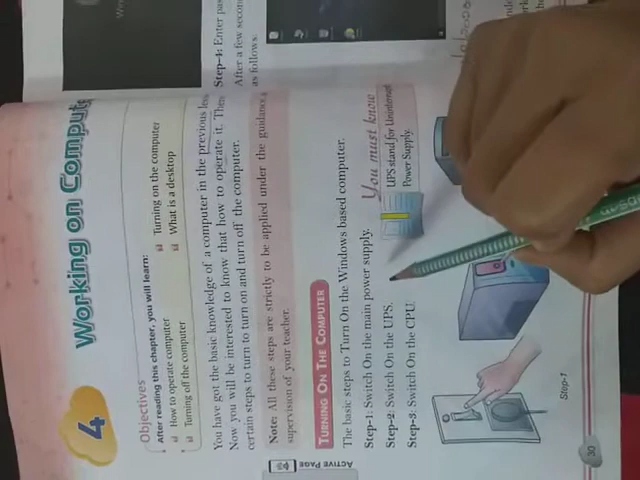 4
Working on Compute
Objectives
After reading this chapter, you will learn:
How to operate computer
Turning on the computer
Turning off the computer
What is a desktop
You have got the basic knowledge of a computer in the previous les
Now you will be interested to know that how to operate it. Ther
certain steps to turn to turn on and turn off the computer.
Note: All these steps are strictly to be applied under the guidance
supervision of your teacher.
TURNING ON THE COMPUTER
The basic steps to Turn On the Windows based computer.
Step-1: Switch On the main power supply.
Step-2: Switch On the UPS.
Step-3: Switch On the CPU.
You must know
UPS stand for Uninterrupt
Power Supply.
Step-1
30
ACTIVE PAGE
Step-4: Enter pas
After a few secon
as follows: